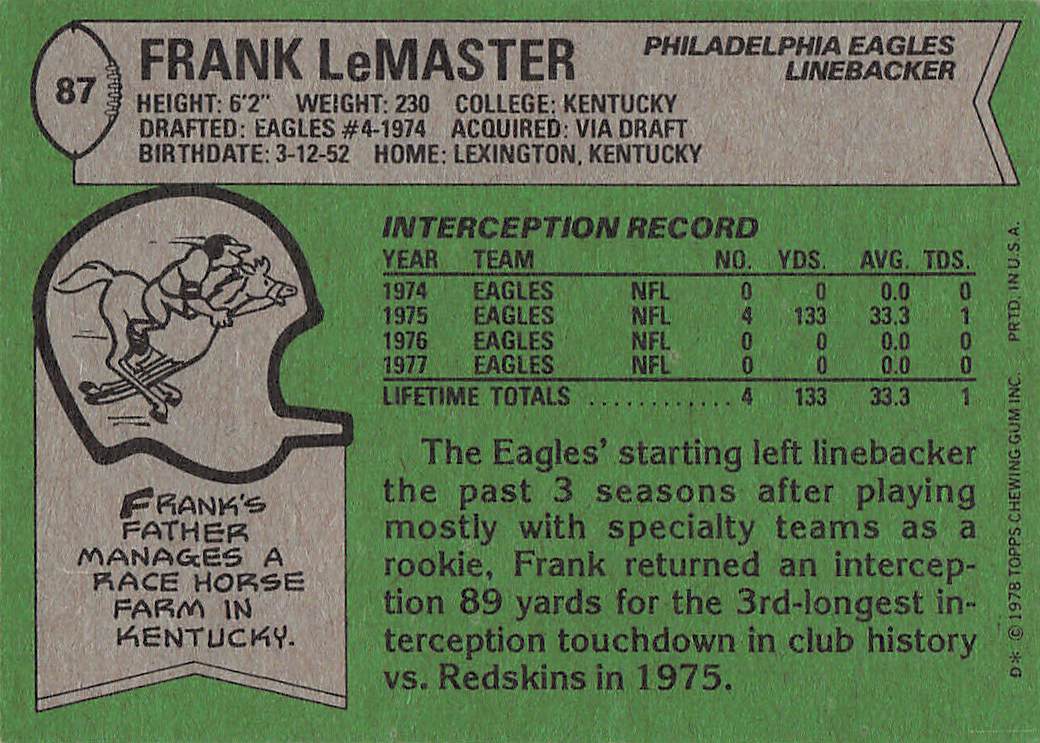 87
FRANK LeMASTER
PHILADELPHIA EAGLES
LINEBACKER
HEIGHT: 6'2" WEIGHT: 230 COLLEGE: KENTUCKY
DRAFTED: EAGLES #4-1974 ACQUIRED: VIA DRAFT
BIRTHDATE: 3-12-52 HOME: LEXINGTON, KENTUCKY
FRANK'S
FATHER
MANAGES A
RACE HORSE
FARM IN
KENTUCKY.
INTERCEPTION RECORD
YEAR TEAM NO. YDS. AVG. TDS.
1974 EAGLES NFL 0 0 0.0 0
1975 EAGLES NFL 4 133 33.3 1
1976 EAGLES NFL 0 0 0.0 0
1977 EAGLES NFL 0 0 0.0 0
LIFETIME TOTALS ............ 4 133 33.3 1
The Eagles' starting left linebacker
the past 3 seasons after playing
mostly with specialty teams as a
rookie, Frank returned an intercep-
tion 89 yards for the 3rd-longest in-
terception touchdown in club history
vs. Redskins in 1975.
D* © 1978 TOPPS CHEWING GUM INC. PRTD. IN U.S.A.